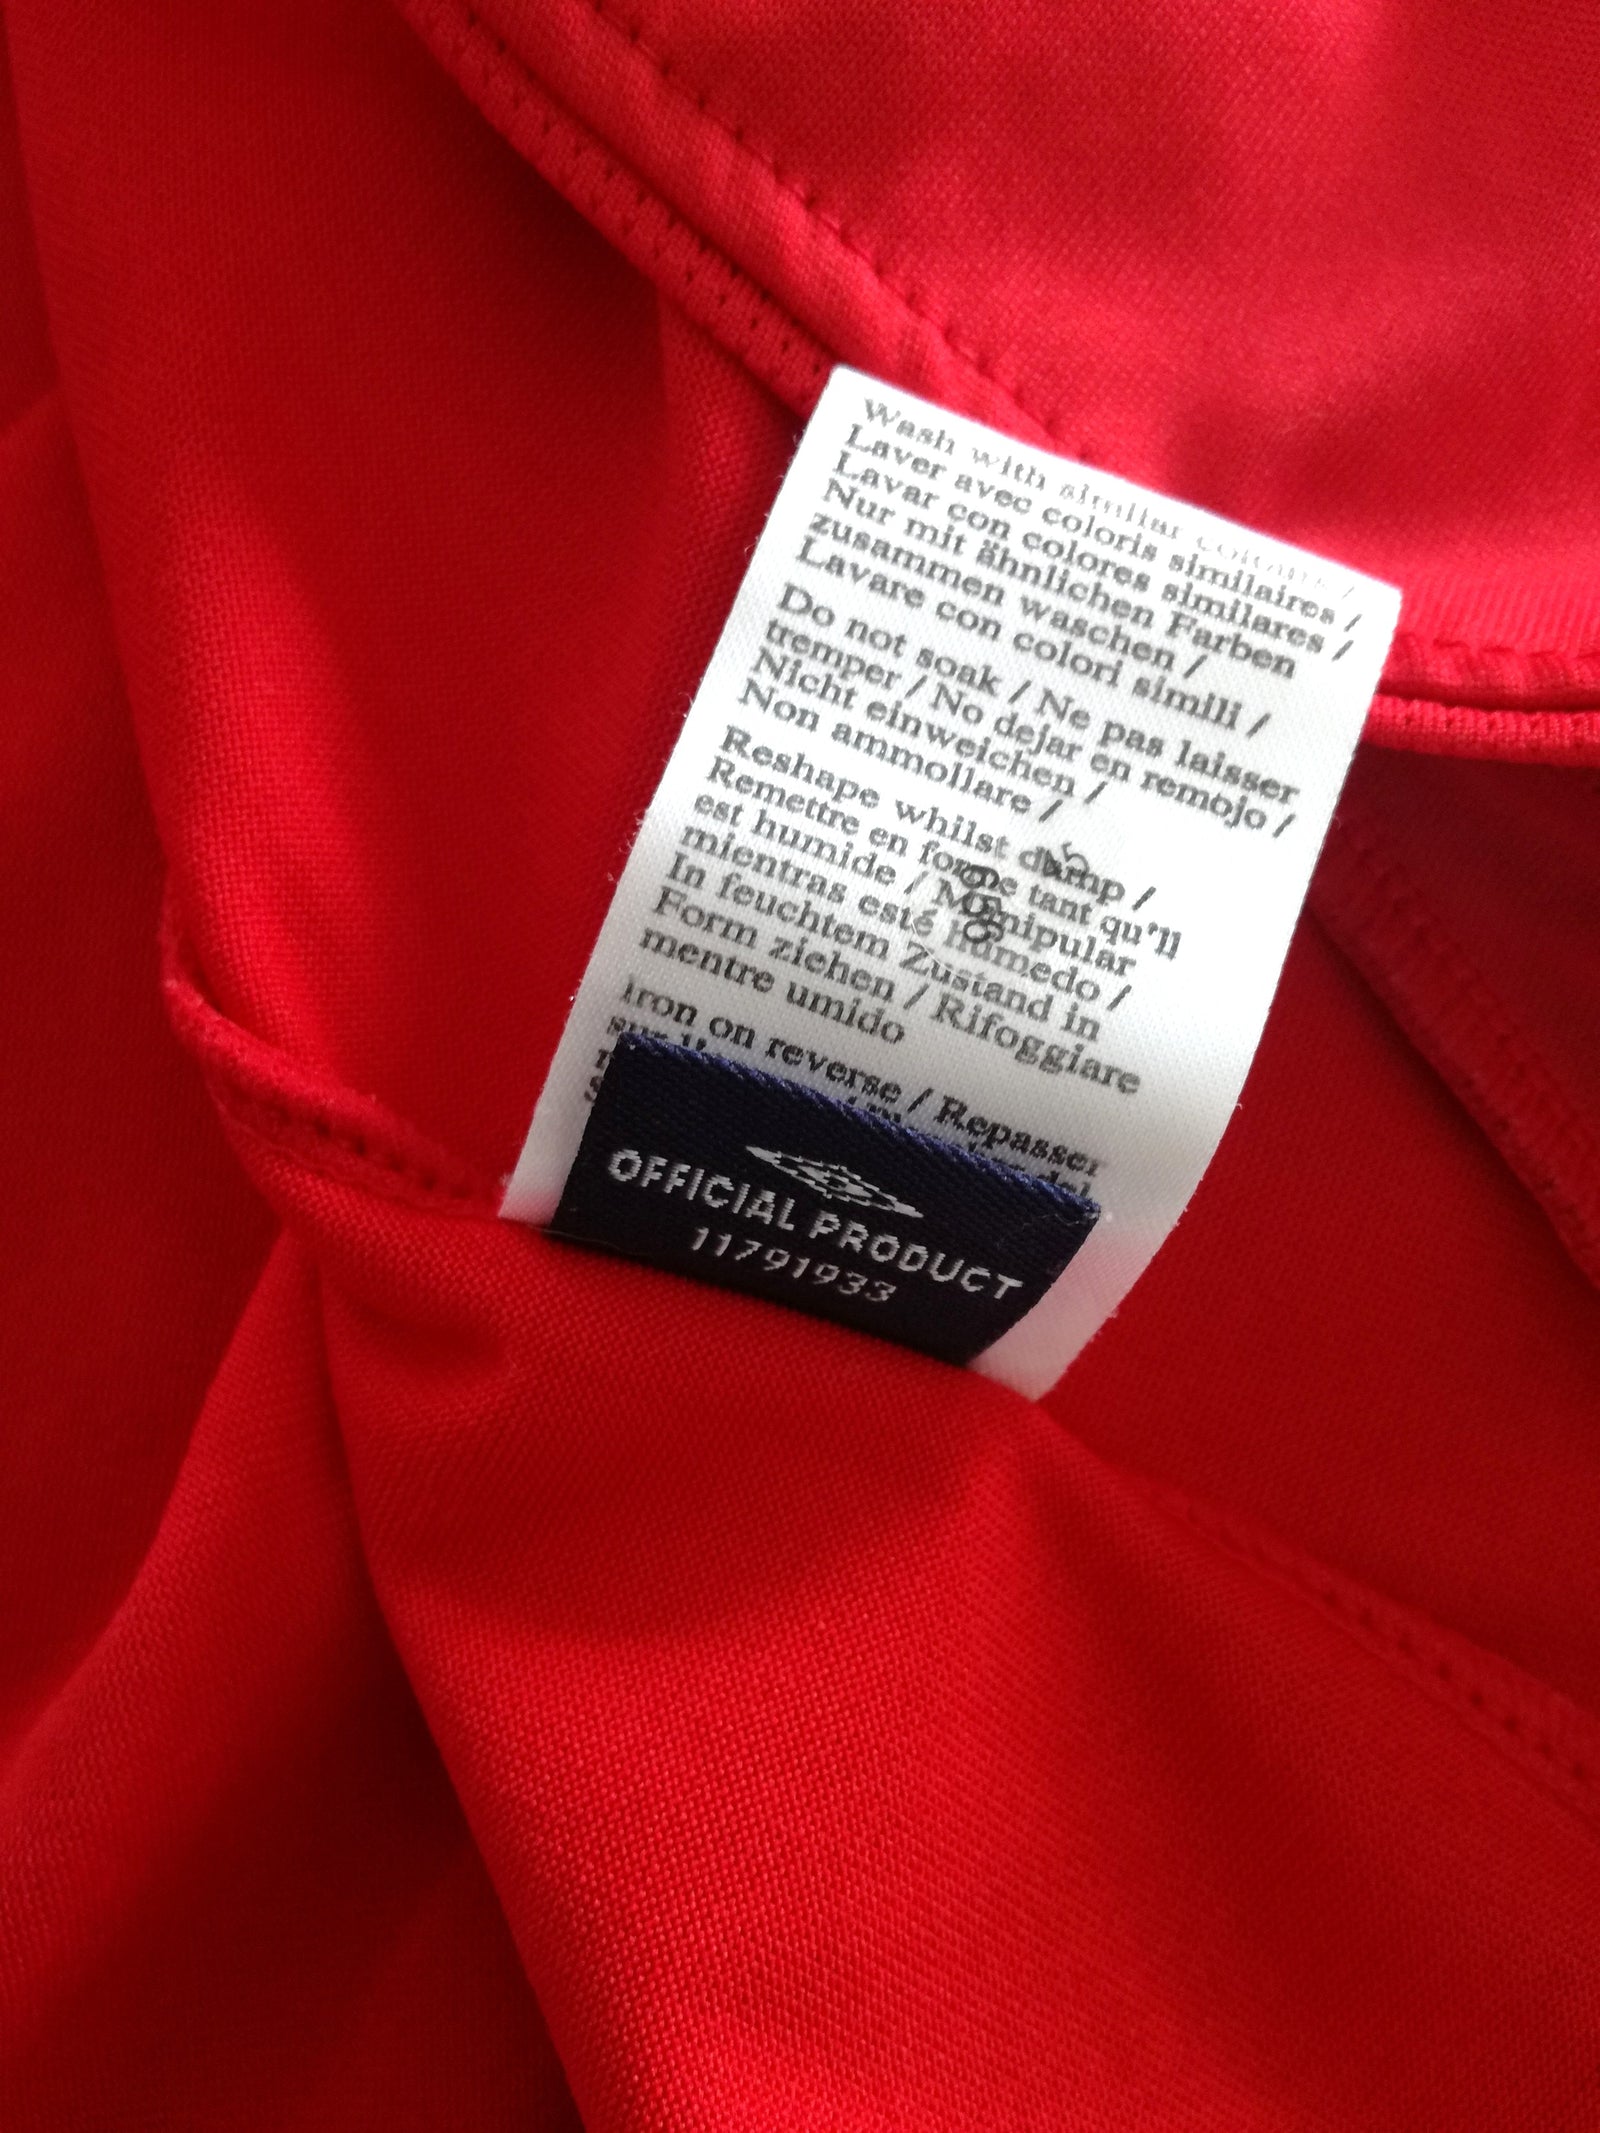 Wash with similar colours /
Laver avec coloris similaires /
Lavar con colores similares /
Nur mit ähnlichen Farben
zusammen waschen /
Lavare con colori simili /
Do not soak / Ne pas laisser
tremper / No dejar en remojo /
Nicht einweichen /
Non ammollare /
Reshape whilst damp /
Remettre en forme tant qu'il
est humide / Manipular
mientras esté húmedo /
In feuchtem Zustand in
Form ziehen / Rifoggiare
mentre umido
Iron on reverse / Repasser
sur
OFFICIAL PRODUCT
11791933